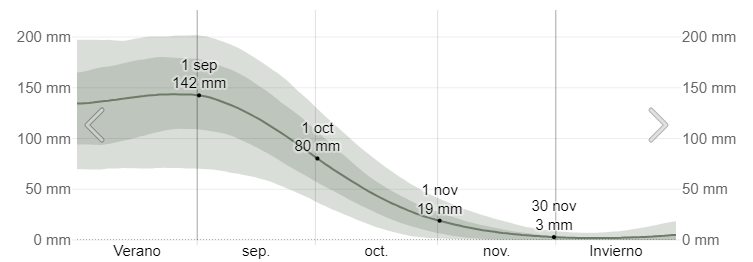 200 mm
200 mm
1 sep
142 mm
150 mm
150 mm
1 oct
80 mm
100 mm
100 mm
1 nov
19 mm
50 mm
50 mm
30 nov
3 mm
0 mm
0 mm
Verano
sep.
oct.
nov.
Invierno